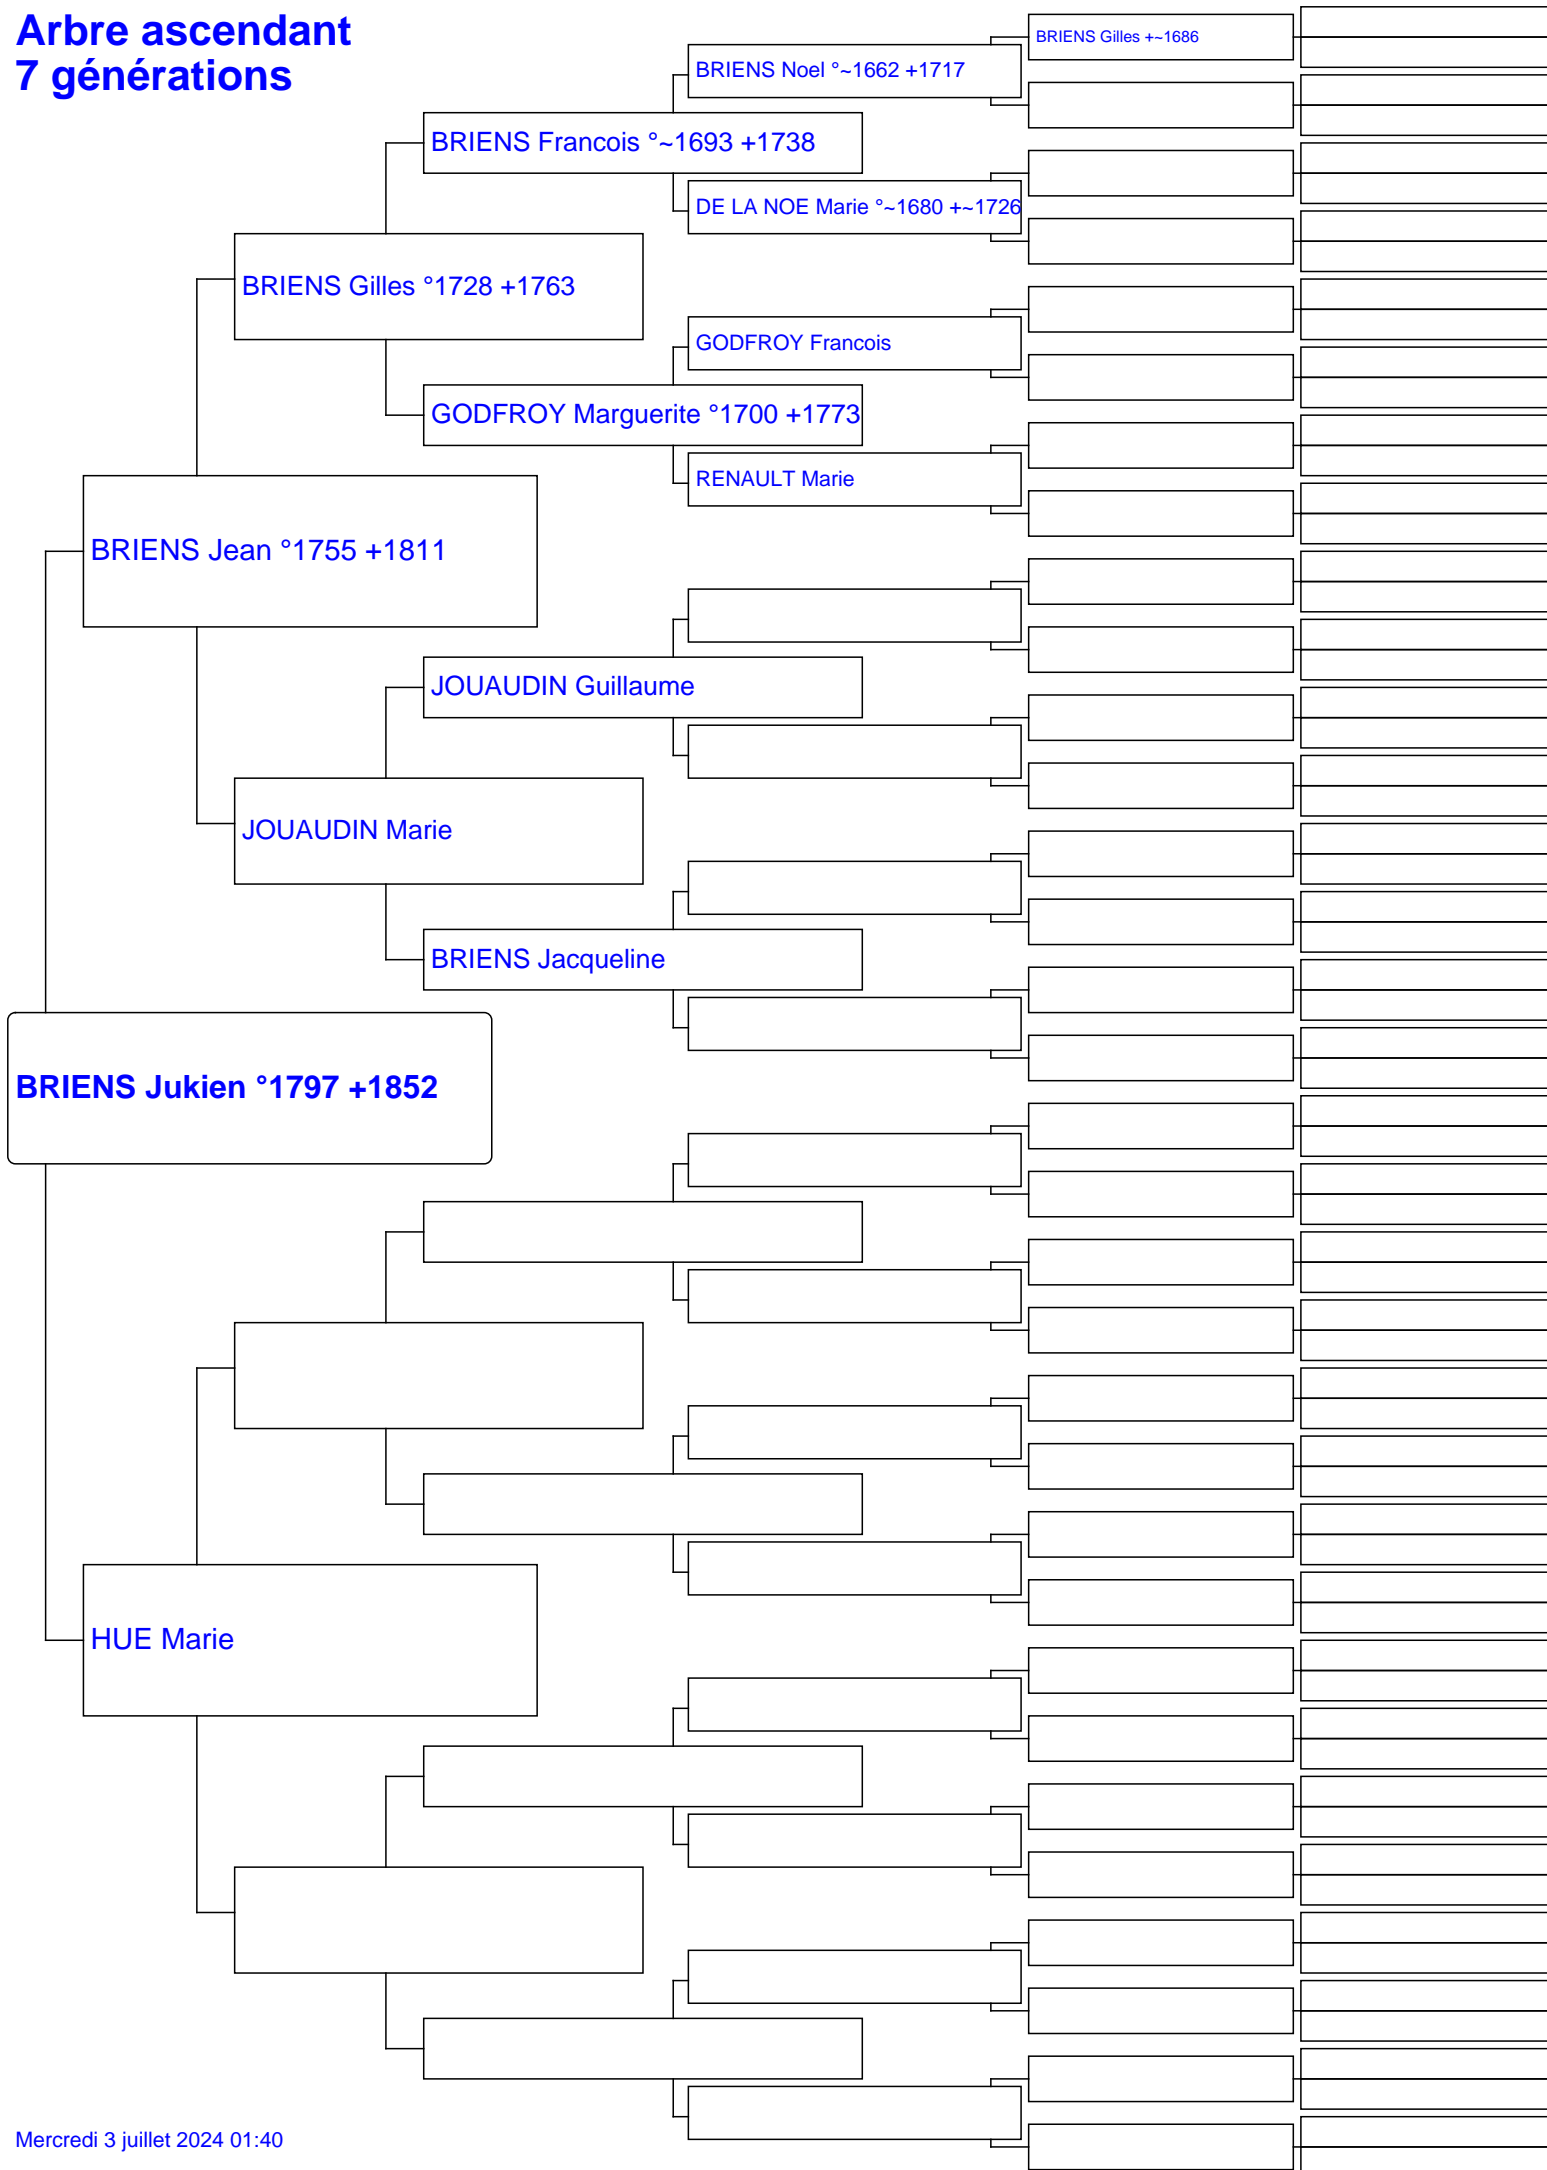 Arbre ascendant
7 générations
BRIENS Gilles +~1686
BRIENS Noel °~1662 +1717
BRIENS Francois °~1693 +1738
DE LA NOE Marie °~1680 +~1726
BRIENS Gilles °1728 +1763
GODFROY Francois
GODFROY Marguerite °1700 +1773
RENAULT Marie
BRIENS Jean °1755 +1811
JOUAUDIN Guillaume
JOUAUDIN Marie
BRIENS Jacqueline
BRIENS Jukien °1797 +1852
HUE Marie
Mercredi 3 juillet 2024 01:40